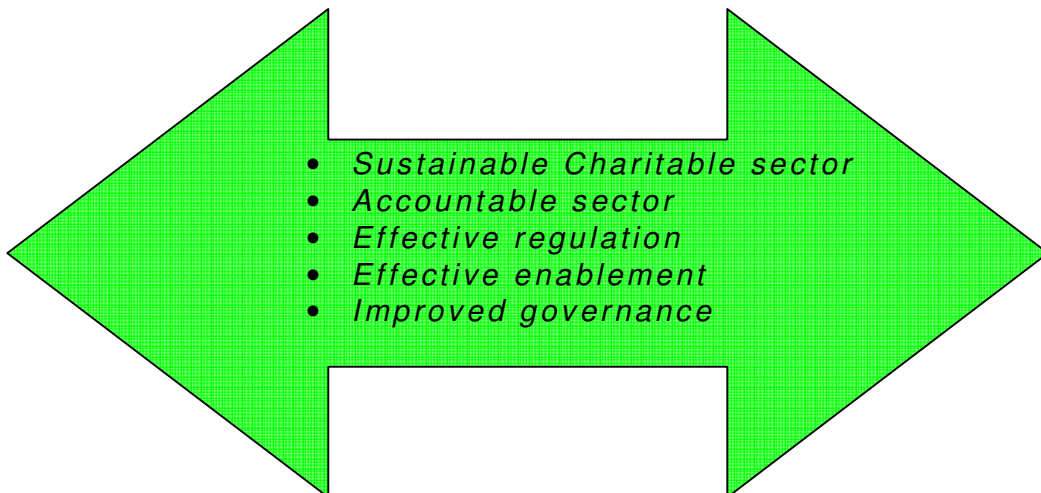 • Sustainable Charitable sector
• Accountable sector
• Effective regulation
• Effective enablement
• Improved governance